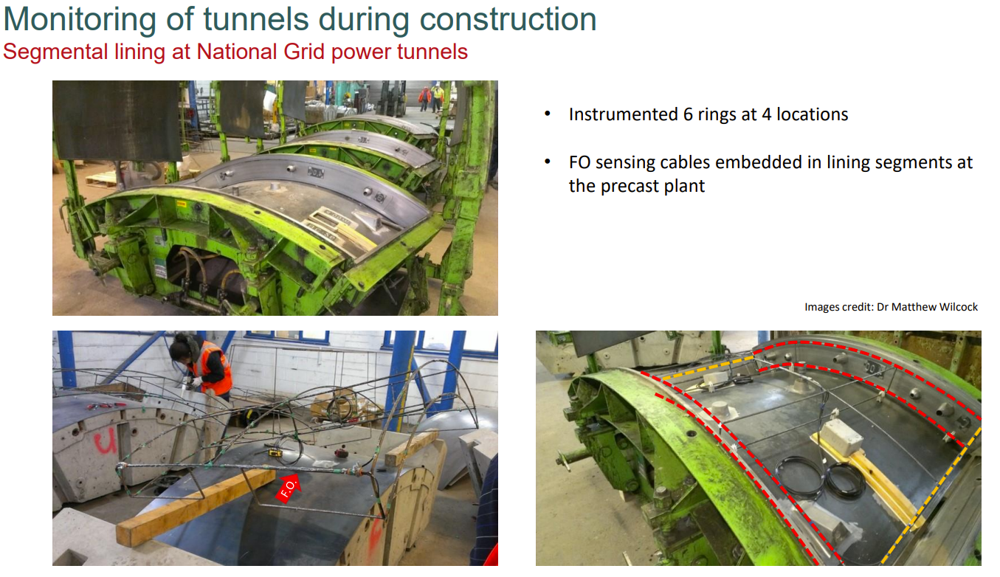 Monitoring of tunnels during construction
Segmental lining at National Grid power tunnels
• Instrumented 6 rings at 4 locations
• FO sensing cables embedded in lining segments at
the precast plant
Images credit: Dr Matthew Wilcock
F.O.